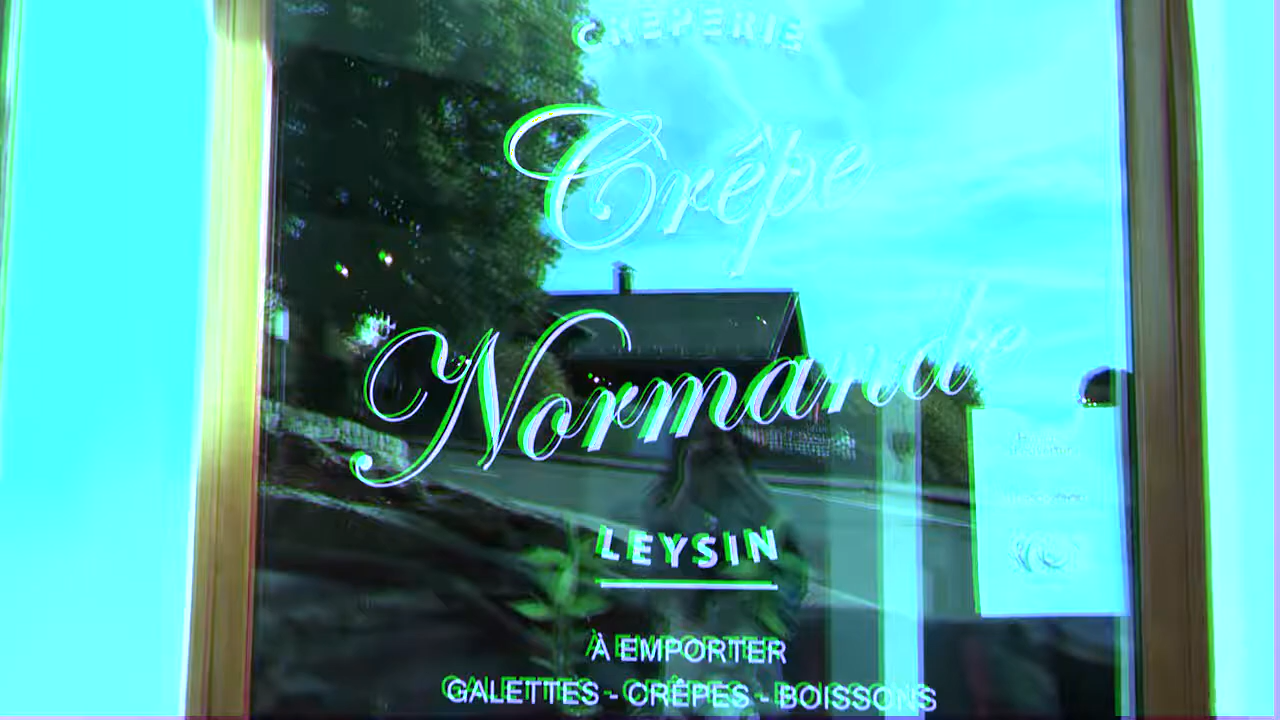 CRÊPERIE
Crêpe
Normande
LEYSIN
À EMPORTER
GALETTES - CRÊPES - BOISSONS